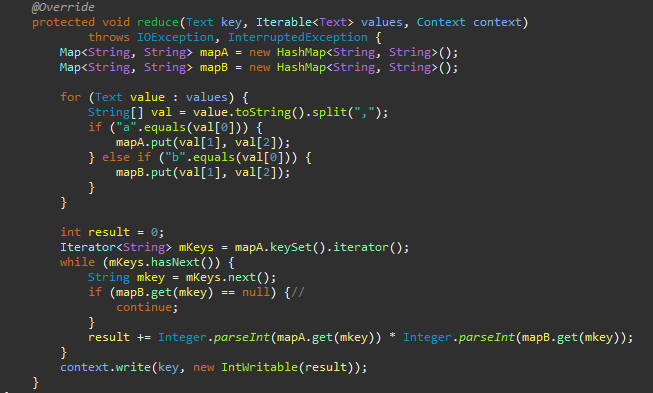 @Override
protected void reduce(Text key, Iterable<Text> values, Context context)
throws IOException, InterruptedException {
Map<String, String> mapA = new HashMap<String, String>();
Map<String, String> mapB = new HashMap<String, String>();
for (Text value : values) {
String[] val = value.toString().split(",");
if ("a".equals(val[0])) {
mapA.put(val[1], val[2]);
} else if ("b".equals(val[0])) {
mapB.put(val[1], val[2]);
}
}
int result = 0;
Iterator<String> mKeys = mapA.keySet().iterator();
while (mKeys.hasNext()) {
String mkey = mKeys.next();
if (mapB.get(mkey) == null) {//
continue;
}
result += Integer.parseInt(mapA.get(mkey)) * Integer.parseInt(mapB.get(mkey));
}
context.write(key, new IntWritable(result));
}